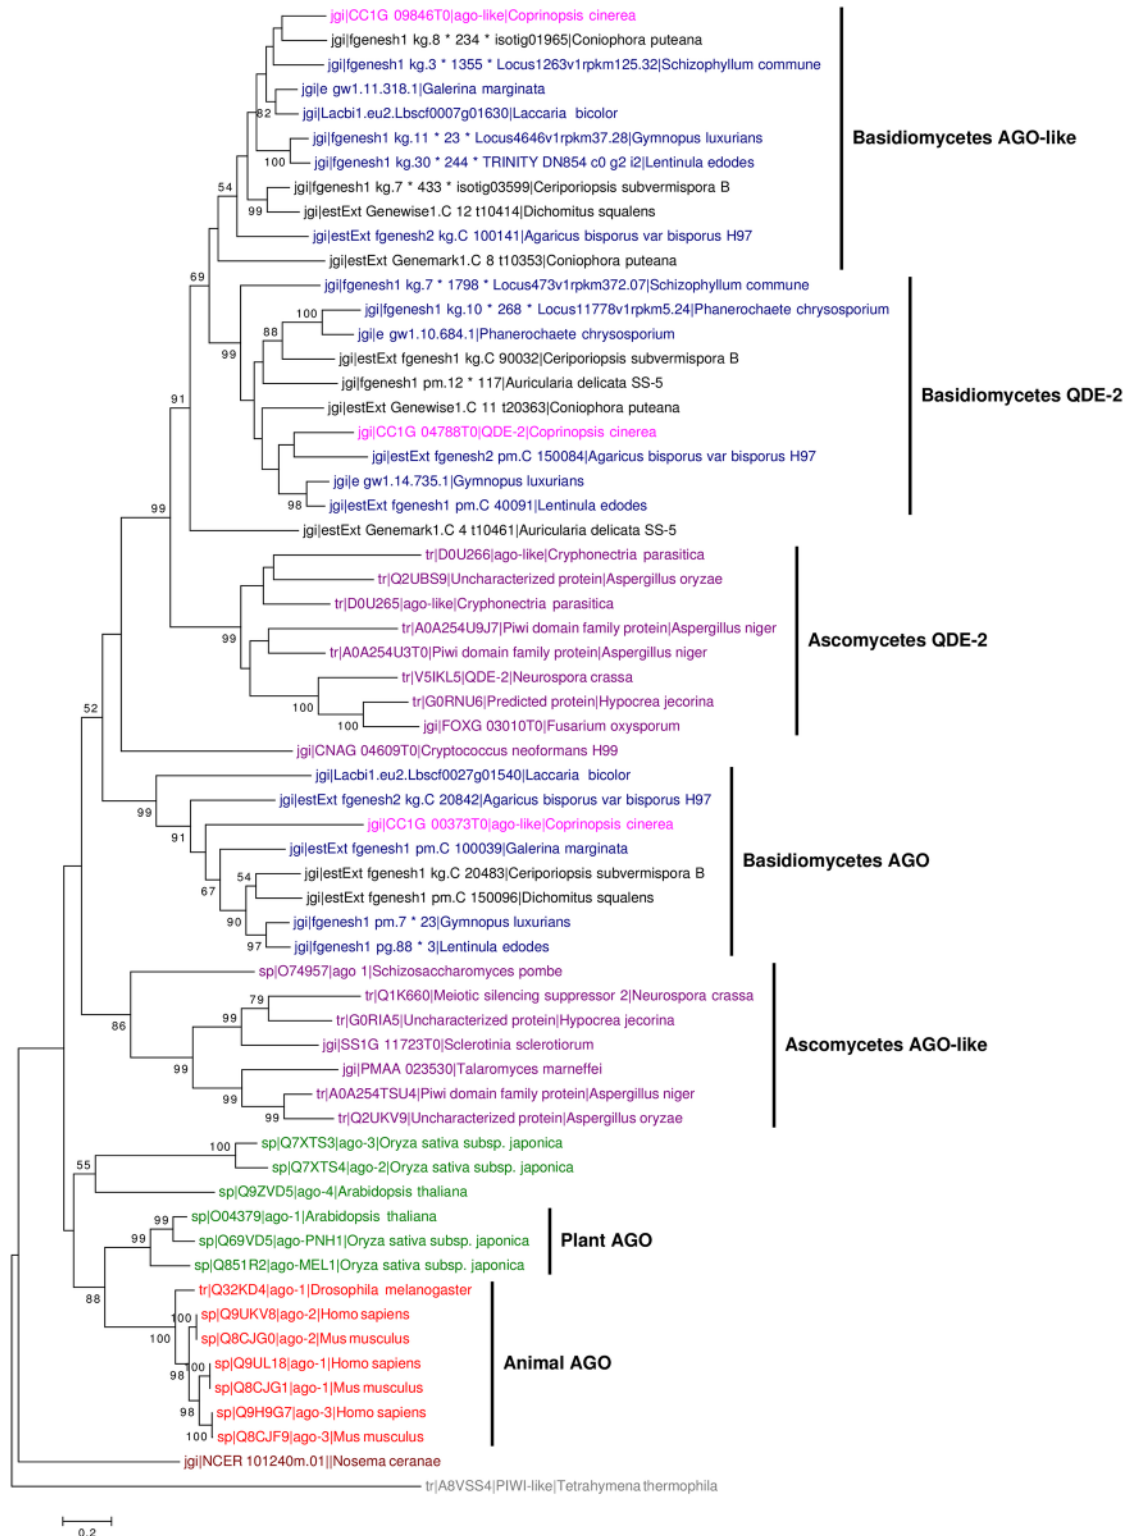 jgi|CC1G 09846T0|ago-like|Coprinopsis cinerea
jgi|fgenesh1 kg.8 * 234 * isotig01965|Coniophora puteana
jgi|fgenesh1 kg.3 * 1355 * Locus1263v1rpkm125.32|Schizophyllum commune
jgi|e gw1.11.318.1|Galerina marginata
82
jgi|Lacbi1.eu2.Lbscf0007g01630|Laccaria bicolor
jgi|fgenesh1 kg.11 * 23 * Locus4646v1rpkm37.28|Gymnopus luxurians
Basidiomycetes AGO-like
100
jgi|fgenesh1 kg.30 * 244 * TRINITY DN854 c0 g2 i2|Lentinula edodes
54
jgi|fgenesh1 kg.7 * 433 * isotig03599|Ceriporiopsis subvermispora B
99
jgi|estExt Genewise1.C 12 t10414|Dichomitus squalens
jgi|estExt fgenesh2 kg.C 100141|Agaricus bisporus var bisporus H97
jgi|estExt Genemark1.C 8 t10353|Coniophora puteana
69
jgi|fgenesh1 kg.7 * 1798 * Locus473v1rpkm372.07|Schizophyllum commune
100
jgi|fgenesh1 kg.10 * 268 * Locus11778v1rpkm5.24|Phanerochaete chrysosporium
88
jgi|e gw1.10.684.1|Phanerochaete chrysosporium
99
jgi|estExt fgenesh1 kg.C 90032|Ceriporiopsis subvermispora B
jgi|fgenesh1 pm.12 * 117|Auricularia delicata SS-5
Basidiomycetes QDE-2
91
jgi|estExt Genewise1.C 11 t20363|Coniophora puteana
jgi|CC1G 04788T0|QDE-2|Coprinopsis cinerea
jgi|estExt fgenesh2 pm.C 150084|Agaricus bisporus var bisporus H97
jgi|e gw1.14.735.1|Gymnopus luxurians
98
jgi|estExt fgenesh1 pm.C 40091|Lentinula edodes
99
jgi|estExt Genemark1.C 4 t10461|Auricularia delicata SS-5
tr|D0U266|ago-like|Cryphonectria parasitica
tr|Q2UBS9|Uncharacterized protein|Aspergillus oryzae
tr|D0U265|ago-like|Cryphonectria parasitica
99
tr|A0A254U9J7|Piwi domain family protein|Aspergillus niger
Ascomycetes QDE-2
tr|A0A254U3T0|Piwi domain family protein|Aspergillus niger
tr|V5IKL5|QDE-2|Neurospora crassa
100
tr|G0RNU6|Predicted protein|Hypocrea jecorina
52
100
jgi|FOXG 03010T0|Fusarium oxysporum
jgi|CNAG 04609T0|Cryptococcus neoformans H99
jgi|Lacbi1.eu2.Lbscf0027g01540|Laccaria bicolor
99
jgi|estExt fgenesh2 kg.C 20842|Agaricus bisporus var bisporus H97
91
jgi|CC1G 00373T0|ago-like|Coprinopsis cinerea
jgi|estExt fgenesh1 pm.C 100039|Galerina marginata
Basidiomycetes AGO
54
jgi|estExt fgenesh1 kg.C 20483|Ceriporiopsis subvermispora B
67
jgi|estExt fgenesh1 pm.C 150096|Dichomitus squalens
90
jgi|fgenesh1 pm.7 * 23|Gymnopus luxurians
97
jgi|fgenesh1 pg.88 * 3|Lentinula edodes
sp|O74957|ago 1|Schizosaccharomyces pombe
79
tr|Q1K660|Meiotic silencing suppressor 2|Neurospora crassa
86
99
tr|G0RIA5|Uncharacterized protein|Hypocrea jecorina
jgi|SS1G 11723T0|Sclerotinia sclerotiorum
Ascomycetes AGO-like
99
jgi|PMAA 023530|Talaromyces marneffei
99
tr|A0A254TSU4|Piwi domain family protein|Aspergillus niger
99
tr|Q2UKV9|Uncharacterized protein|Aspergillus oryzae
100
sp|Q7XTS3|ago-3|Oryza sativa subsp. japonica
55
sp|Q7XTS4|ago-2|Oryza sativa subsp. japonica
sp|Q9ZVD5|ago-4|Arabidopsis thaliana
99
sp|O04379|ago-1|Arabidopsis thaliana
99
sp|Q69VD5|ago-PNH1|Oryza sativa subsp. japonica
Plant AGO
sp|Q851R2|ago-MEL1|Oryza sativa subsp. japonica
88
tr|Q32KD4|ago-1|Drosophila melanogaster
100
sp|Q9UKV8|ago-2|Homo sapiens
100
sp|Q8CJG0|ago-2|Mus musculus
100
sp|Q9UL18|ago-1|Homo sapiens
Animal AGO
98
sp|Q8CJG1|ago-1|Mus musculus
98
sp|Q9H9G7|ago-3|Homo sapiens
100
sp|Q8CJF9|ago-3|Mus musculus
jgi|NCER 101240m.01||Nosema ceranae
tr|A8VSS4|PIWI-like|Tetrahymena thermophila
0.2